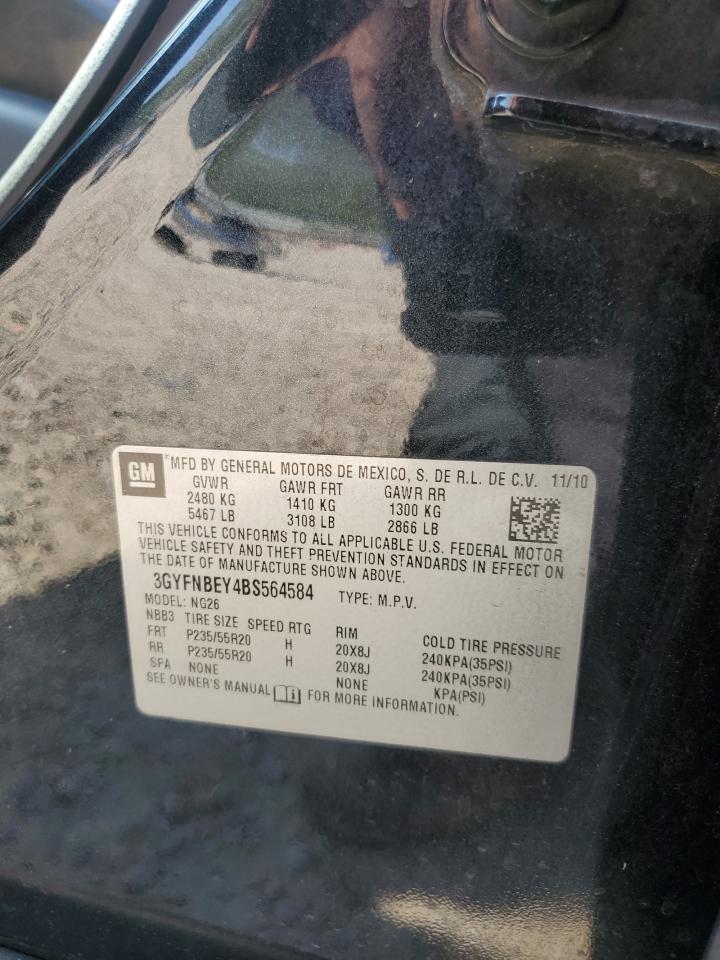 GM *MFD BY GENERAL MOTORS DE MEXICO, S. DE R.L. DE C.V. 11/10
GVWR GAWR FRT GAWR RR
2480 KG 1410 KG 1300 KG
5467 LB 3108 LB 2866 LB
THIS VEHICLE CONFORMS TO ALL APPLICABLE U.S. FEDERAL MOTOR
VEHICLE SAFETY AND THEFT PREVENTION STANDARDS IN EFFECT ON
THE DATE OF MANUFACTURE SHOWN ABOVE.
3GYFNBEY4BS564584 TYPE: M.P.V.
MODEL: NG26
NBB3 TIRE SIZE SPEED RTG RIM COLD TIRE PRESSURE
FRT P235/55R20 H 20X8J 240KPA(35PSI)
RR P235/55R20 H 20X8J 240KPA(35PSI)
SPA NONE NONE KPA(PSI)
SEE OWNER'S MANUAL i FOR MORE INFORMATION.